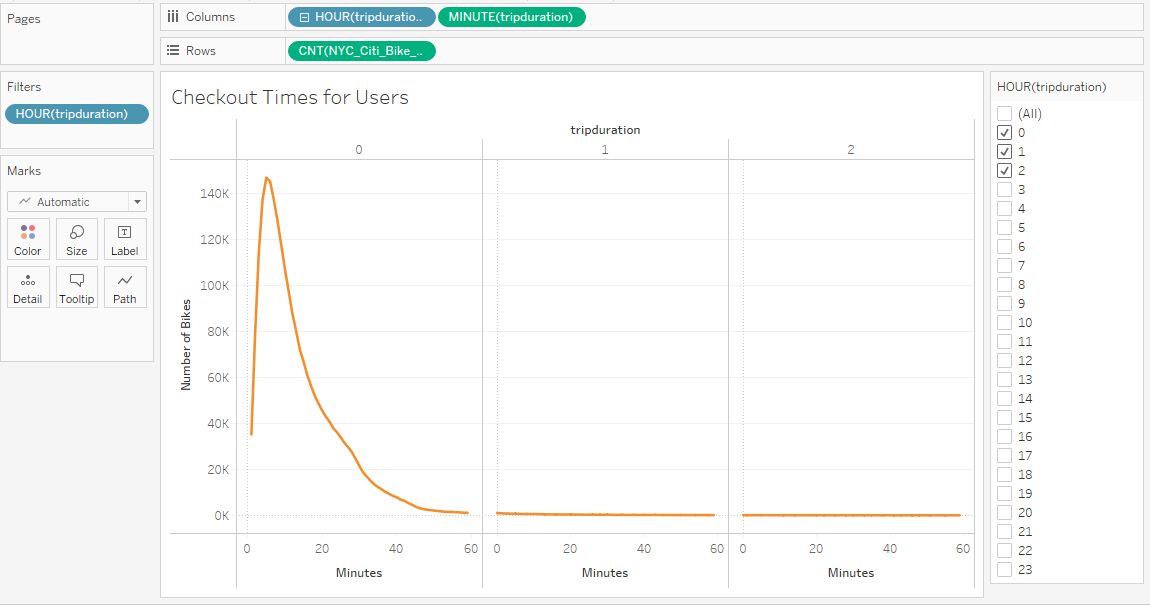 Pages
Columns
HOUR(tripduratio..
MINUTE(tripduration)
Rows
CNT(NYC_Citi_Bike_..
Filters
HOUR(tripduration)
Marks
Automatic
Color
Size
Label
Detail
Tooltip
Path
Checkout Times for Users
tripduration
0
1
2
Number of Bikes
140K
120K
100K
80K
60K
40K
20K
0K
0 20 40 60
0 20 40 60
0 20 40 60
Minutes
Minutes
Minutes
HOUR(tripduration)
(All)
0
1
2
3
4
5
6
7
8
9
10
11
12
13
14
15
16
17
18
19
20
21
22
23